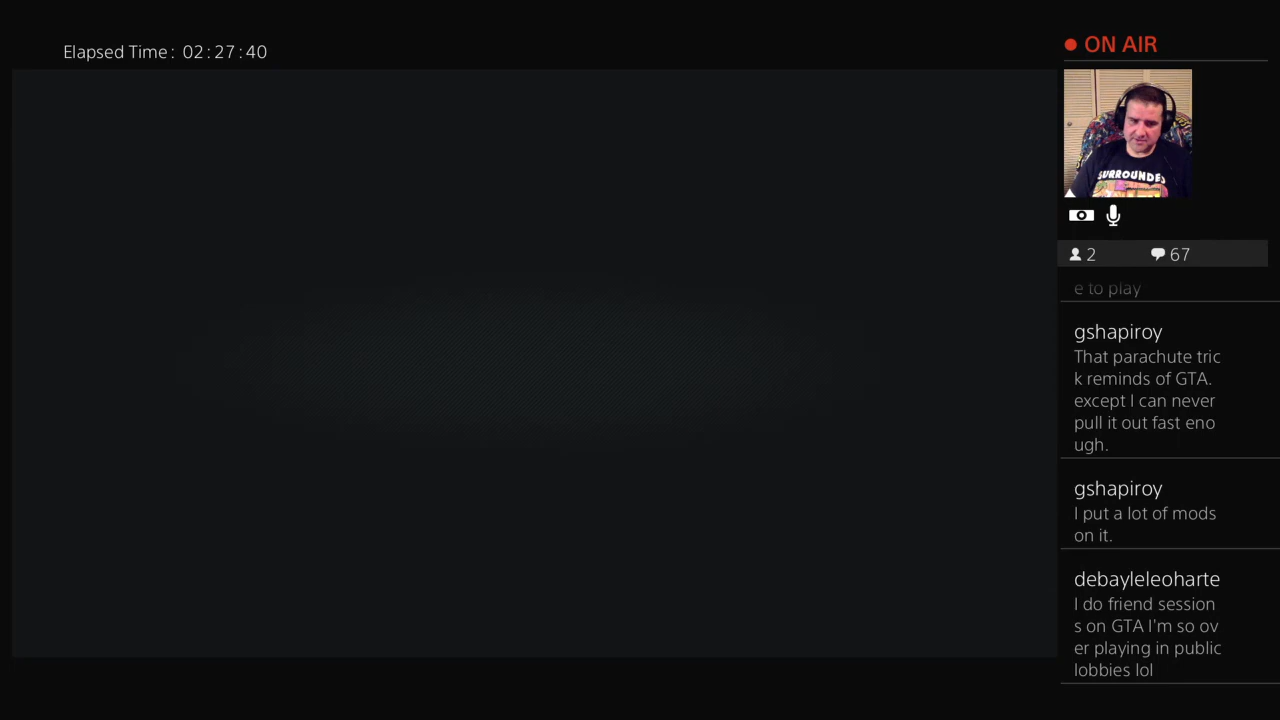 Elapsed Time: 02:27:40
ON AIR
SURROUNDED
2 67
e to play
gshapiroy
That parachute tric
k reminds of GTA.
except I can never
pull it out fast eno
ugh.
gshapiroy
I put a lot of mods
on it.
debayleleoharte
I do friend session
s on GTA I'm so ov
er playing in public
lobbies lol